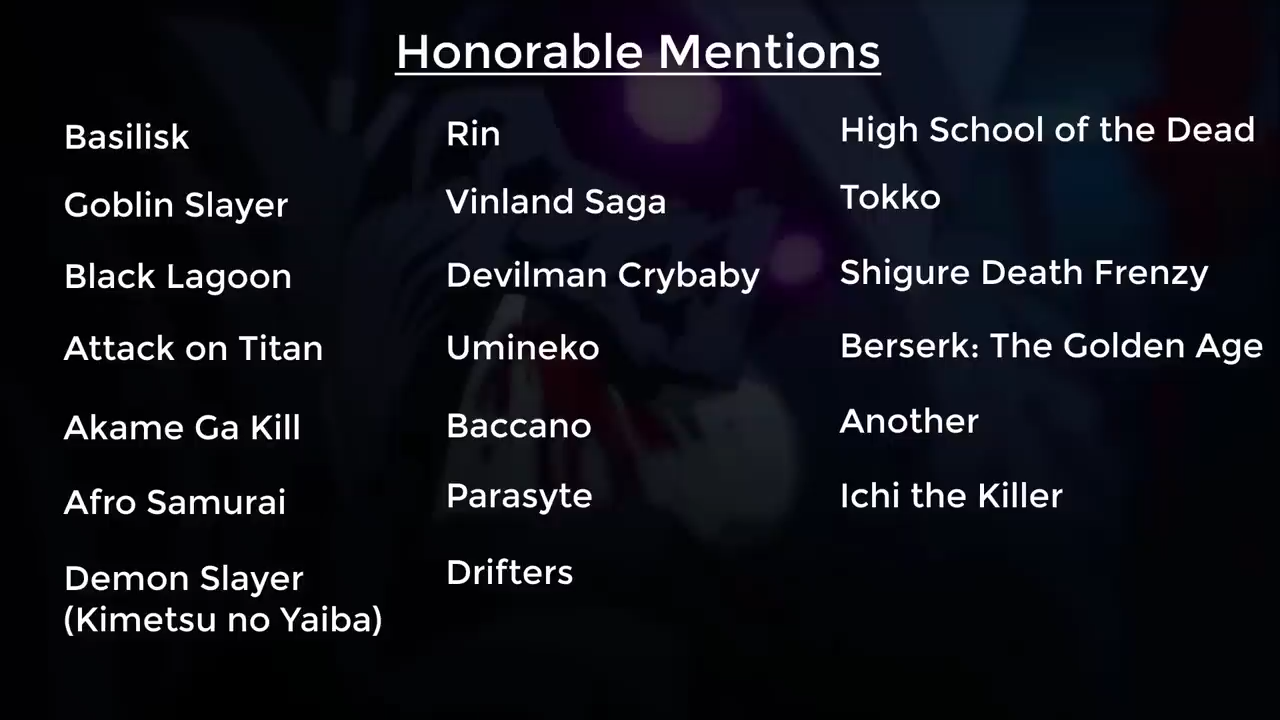 Honorable Mentions
Basilisk
Goblin Slayer
Black Lagoon
Attack on Titan
Akame Ga Kill
Afro Samurai
Demon Slayer
(Kimetsu no Yaiba)
Rin
Vinland Saga
Devilman Crybaby
Umineko
Baccano
Parasyte
Drifters
High School of the Dead
Tokko
Shigure Death Frenzy
Berserk: The Golden Age
Another
Ichi the Killer